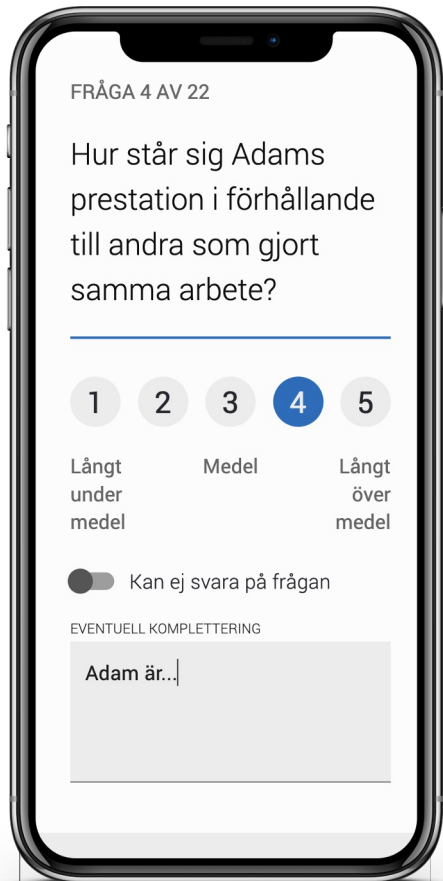 FRÅGA 4 AV 22
Hur står sig Adams
prestation i förhållande
till andra som gjort
samma arbete?
1 2 3 4 5
Långt under medel
Medel
Långt över medel
Kan ej svara på frågan
EVENTUELL KOMPLETTERING
Adam är...